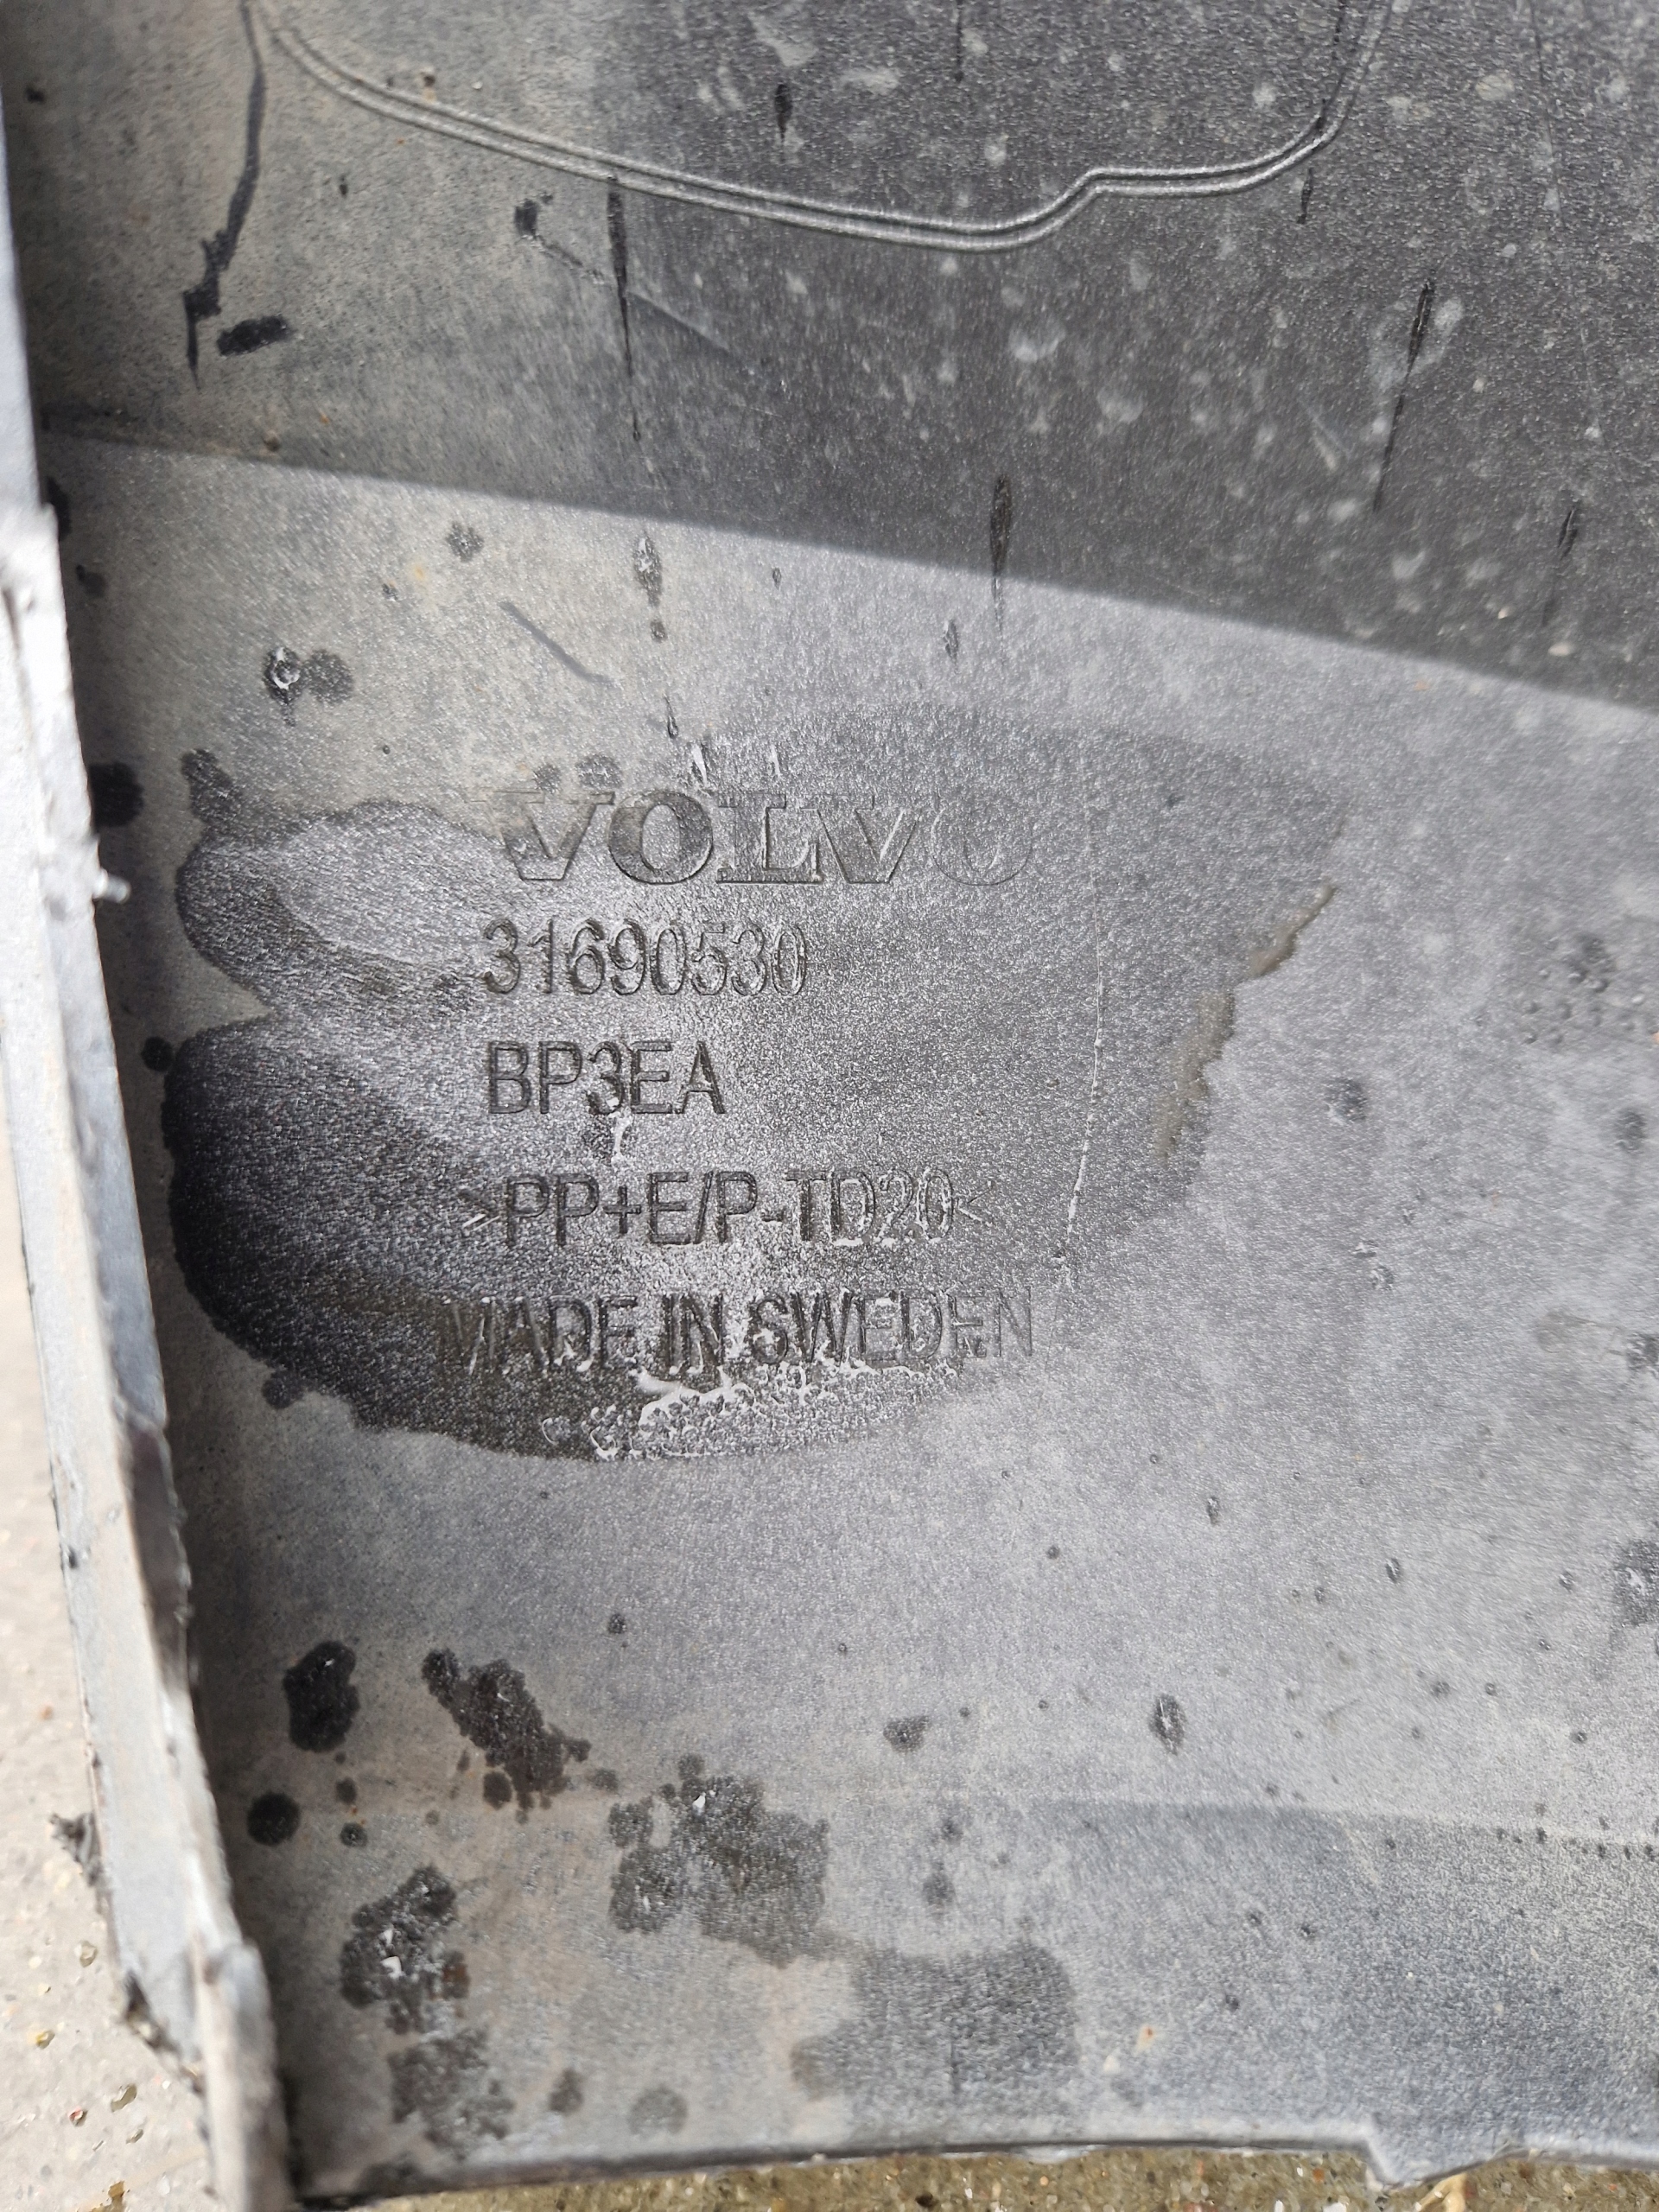 VOLVO
31690530
BP3EA
>PP+E/P-TD20<
MADE IN SWEDEN